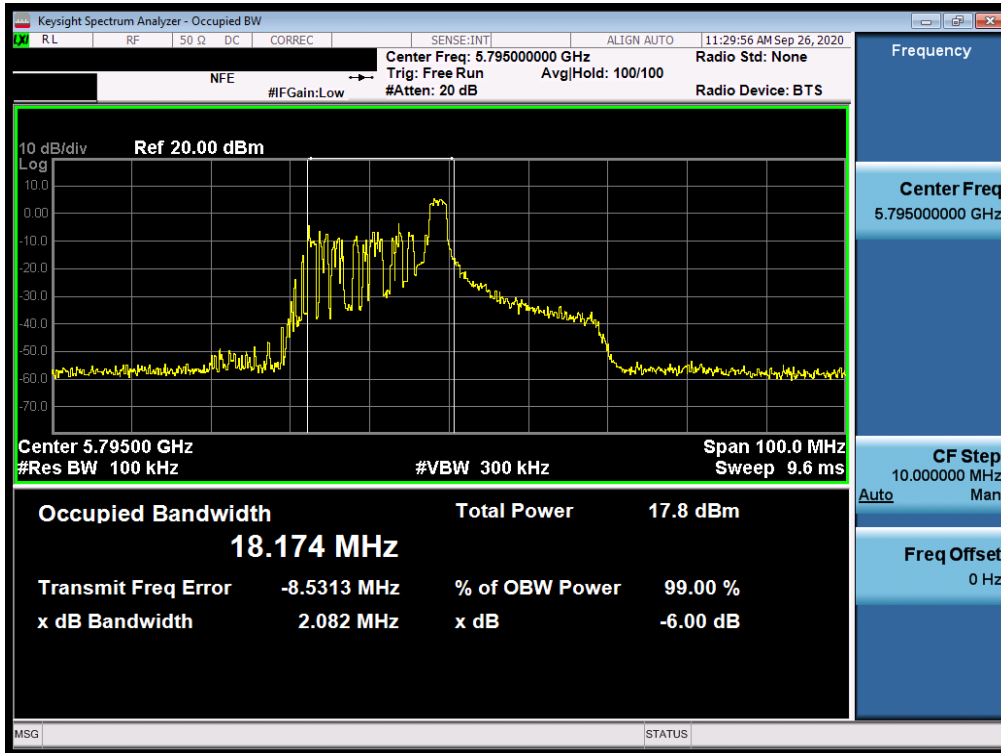 Keysight Spectrum Analyzer - Occupied BW
LXI RL RF 50 Ω DC CORREC SENSE:INT ALIGN AUTO 11:29:56 AM Sep 26, 2020
Center Freq: 5.795000000 GHz Radio Std: None
NFE Trig: Free Run Avg|Hold: 100/100
#IFGain:Low #Atten: 20 dB Radio Device: BTS
10 dB/div Ref 20.00 dBm
Log
10.0
0.00
-10.0
-20.0
-30.0
-40.0
-50.0
-60.0
-70.0
Center 5.79500 GHz Span 100.0 MHz
#Res BW 100 kHz #VBW 300 kHz Sweep 9.6 ms
Occupied Bandwidth Total Power 17.8 dBm
18.174 MHz
Transmit Freq Error -8.5313 MHz % of OBW Power 99.00 %
x dB Bandwidth 2.082 MHz x dB -6.00 dB
MSG STATUS
Frequency
Center Freq
5.795000000 GHz
CF Step
10.000000 MHz
Auto Man
Freq Offset
0 Hz